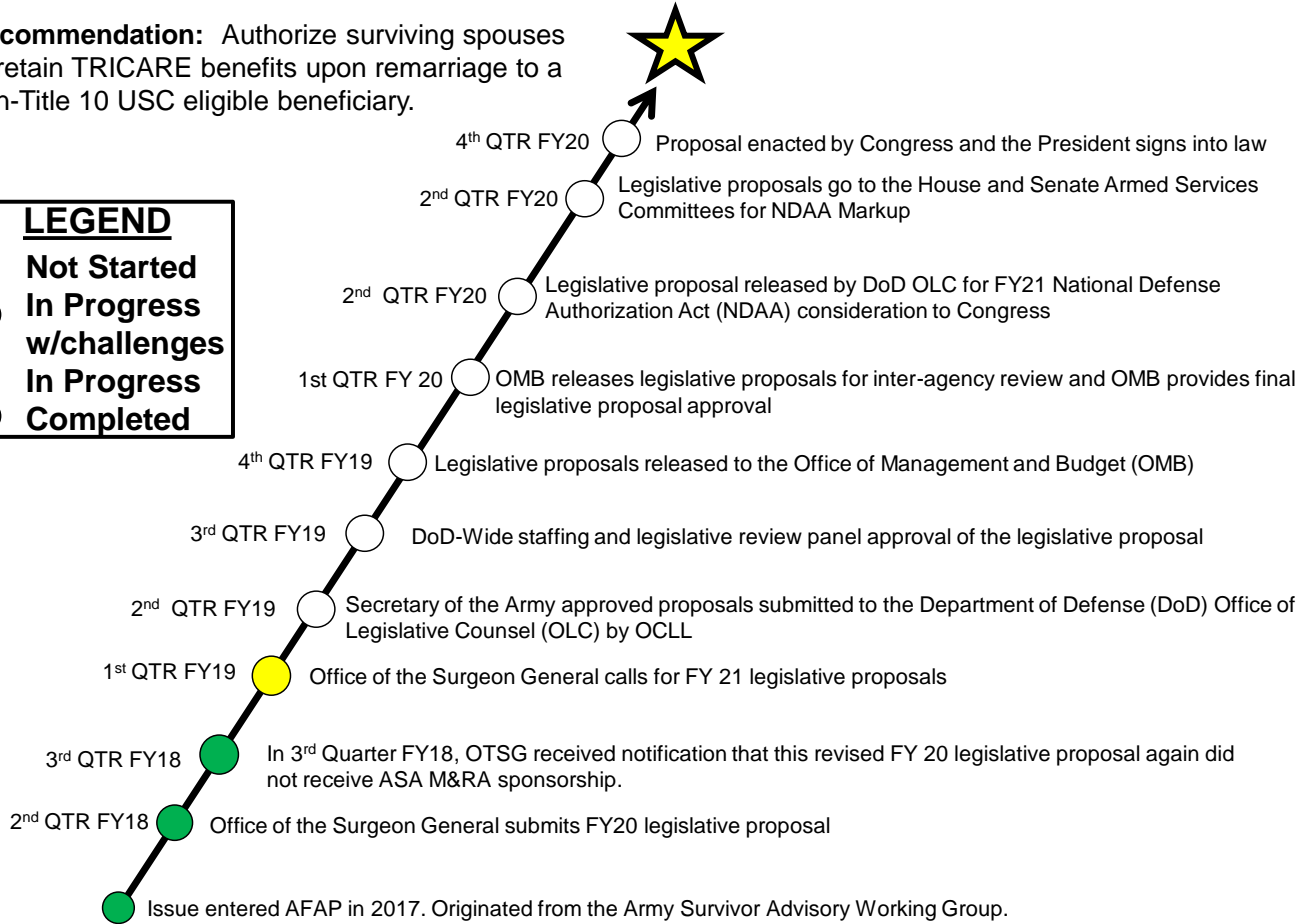 commendation: Authorize surviving spouses
retain TRICARE benefits upon remarriage to a
n-Title 10 USC eligible beneficiary.
4th QTR FY20 Proposal enacted by Congress and the President signs into law
2nd QTR FY20 Legislative proposals go to the House and Senate Armed Services
Committees for NDAA Markup
LEGEND
Not Started
In Progress
w/challenges
In Progress
Completed
2nd QTR FY20 Legislative proposal released by DoD OLC for FY21 National Defense
Authorization Act (NDAA) consideration to Congress
1st QTR FY 20 OMB releases legislative proposals for inter-agency review and OMB provides final
legislative proposal approval
4th QTR FY19 Legislative proposals released to the Office of Management and Budget (OMB)
3rd QTR FY19 DoD-Wide staffing and legislative review panel approval of the legislative proposal
2nd QTR FY19 Secretary of the Army approved proposals submitted to the Department of Defense (DoD) Office of
Legislative Counsel (OLC) by OCLL
1st QTR FY19 Office of the Surgeon General calls for FY 21 legislative proposals
3rd QTR FY18 In 3rd Quarter FY18, OTSG received notification that this revised FY 20 legislative proposal again did
not receive ASA M&RA sponsorship.
2nd QTR FY18 Office of the Surgeon General submits FY20 legislative proposal
Issue entered AFAP in 2017. Originated from the Army Survivor Advisory Working Group.